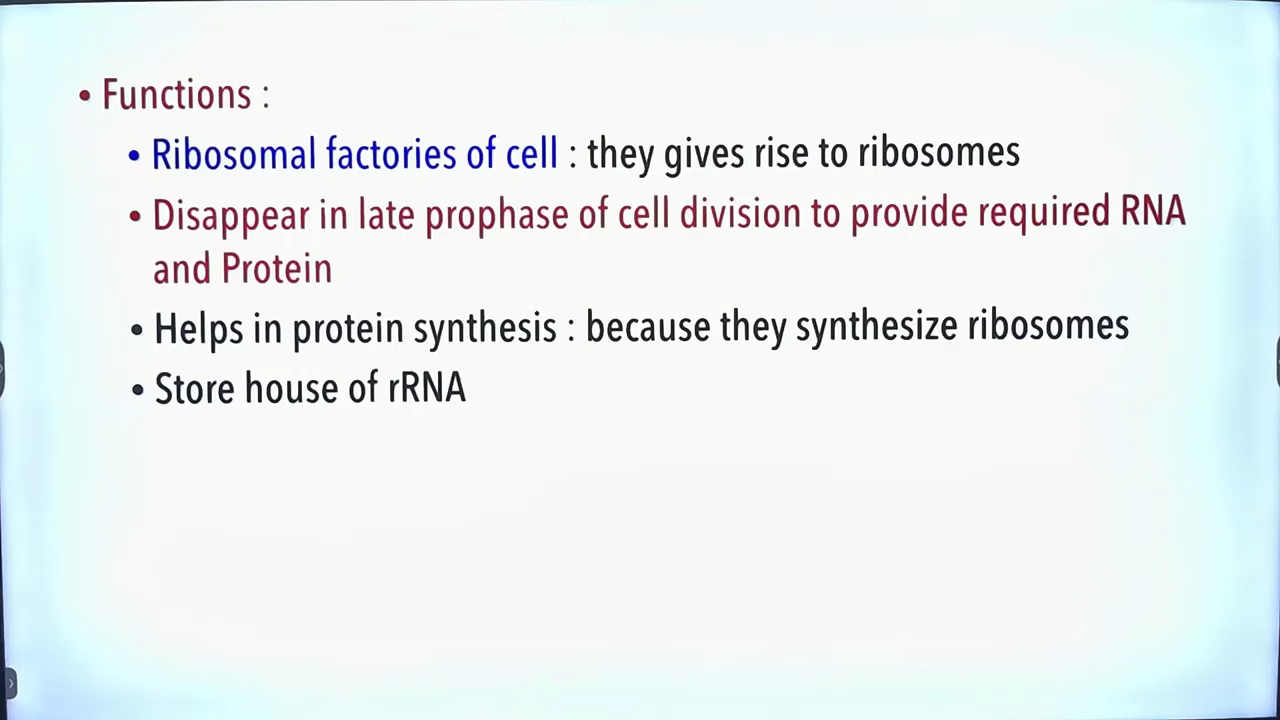 • Functions :
• Ribosomal factories of cell : they gives rise to ribosomes
• Disappear in late prophase of cell division to provide required RNA
and Protein
• Helps in protein synthesis : because they synthesize ribosomes
• Store house of rRNA